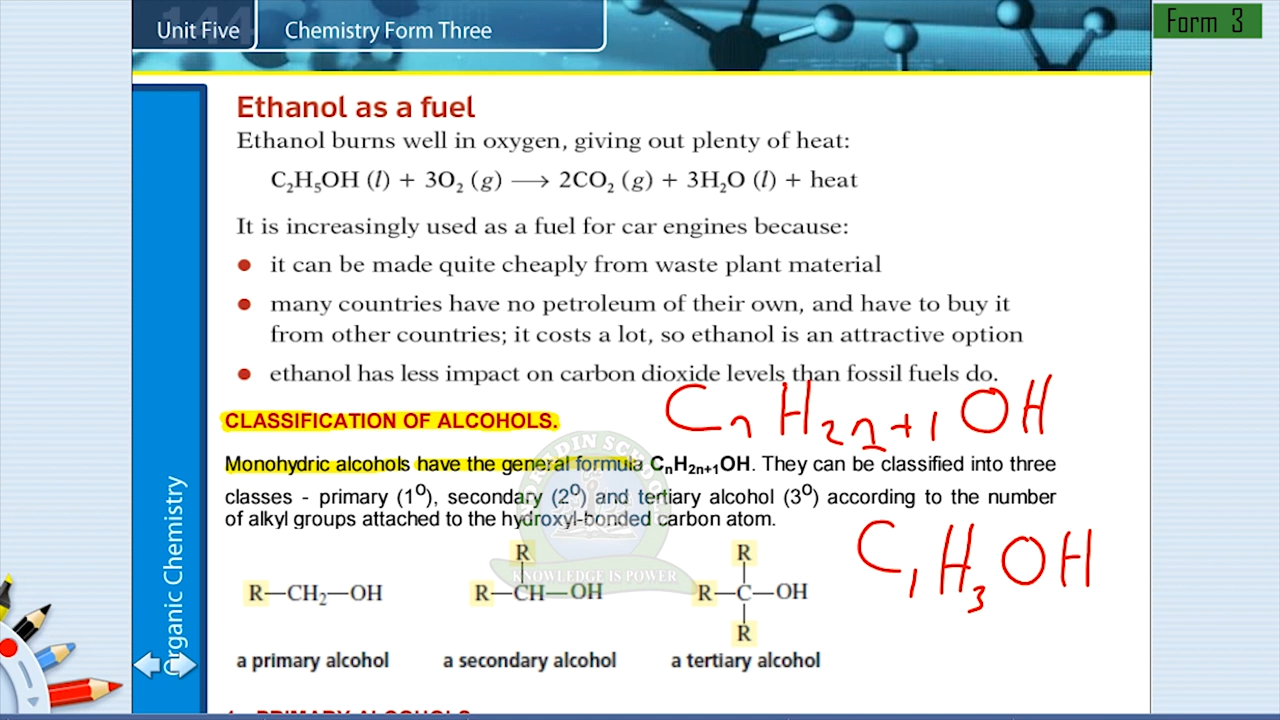 Unit Five Chemistry Form Three
Form 3
Ethanol as a fuel
Ethanol burns well in oxygen, giving out plenty of heat:
C₂H₅OH (l) + 3O₂ (g) ⟶ 2CO₂ (g) + 3H₂O (l) + heat
It is increasingly used as a fuel for car engines because:
● it can be made quite cheaply from waste plant material
● many countries have no petroleum of their own, and have to buy it
from other countries; it costs a lot, so ethanol is an attractive option
● ethanol has less impact on carbon dioxide levels than fossil fuels do.
CₙH₂ₙ₊₁OH
CLASSIFICATION OF ALCOHOLS.
Monohydric alcohols have the general formula CₙH₂ₙ₊₁OH. They can be classified into three
classes - primary (1⁰), secondary (2⁰) and tertiary alcohol (3⁰) according to the number
of alkyl groups attached to the hydroxyl-bonded carbon atom.
C₁H₃OH
R R
KNOWLEDGE IS POWER
R—CH₂—OH R—CH—OH R—C—OH
R
a primary alcohol a secondary alcohol a tertiary alcohol
Organic Chemistry
1. PRIMARY ALCOHOLS